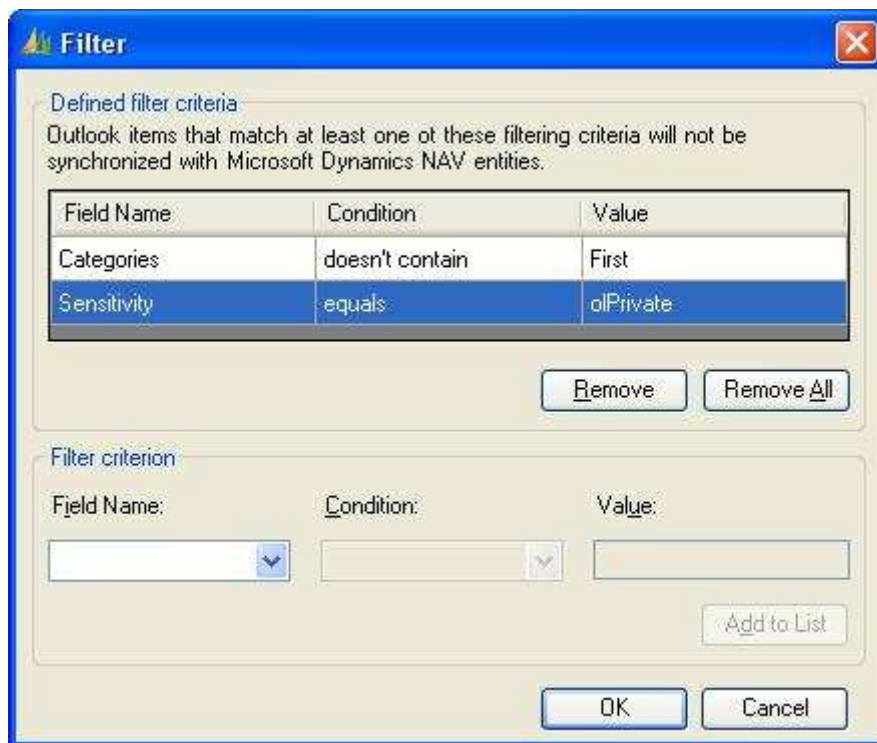 Filter
Defined filter criteria
Outlook items that match at least one of these filtering criteria will not be
synchronized with Microsoft Dynamics NAV entities.
Field Name Condition Value
Categories doesn't contain First
Sensitivity equals olPrivate
Remove Remove All
Filter criterion
Field Name: Condition: Value:
Add to List
OK Cancel